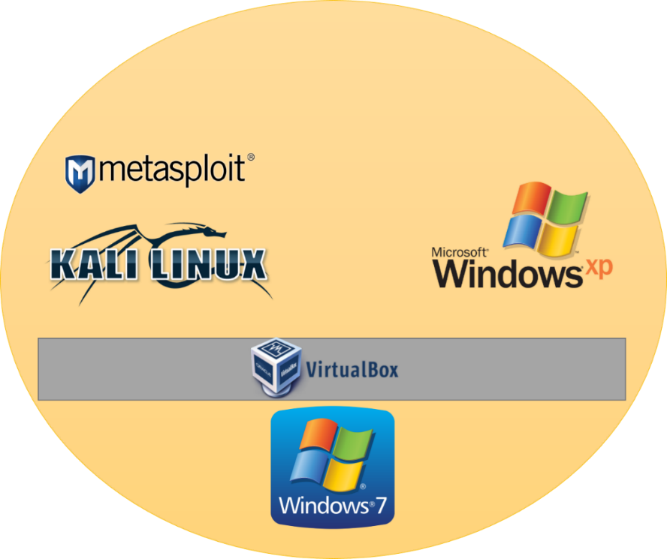 metasploit®
KALI LINUX
Microsoft®
Windows xp
VirtualBox
Windows® 7